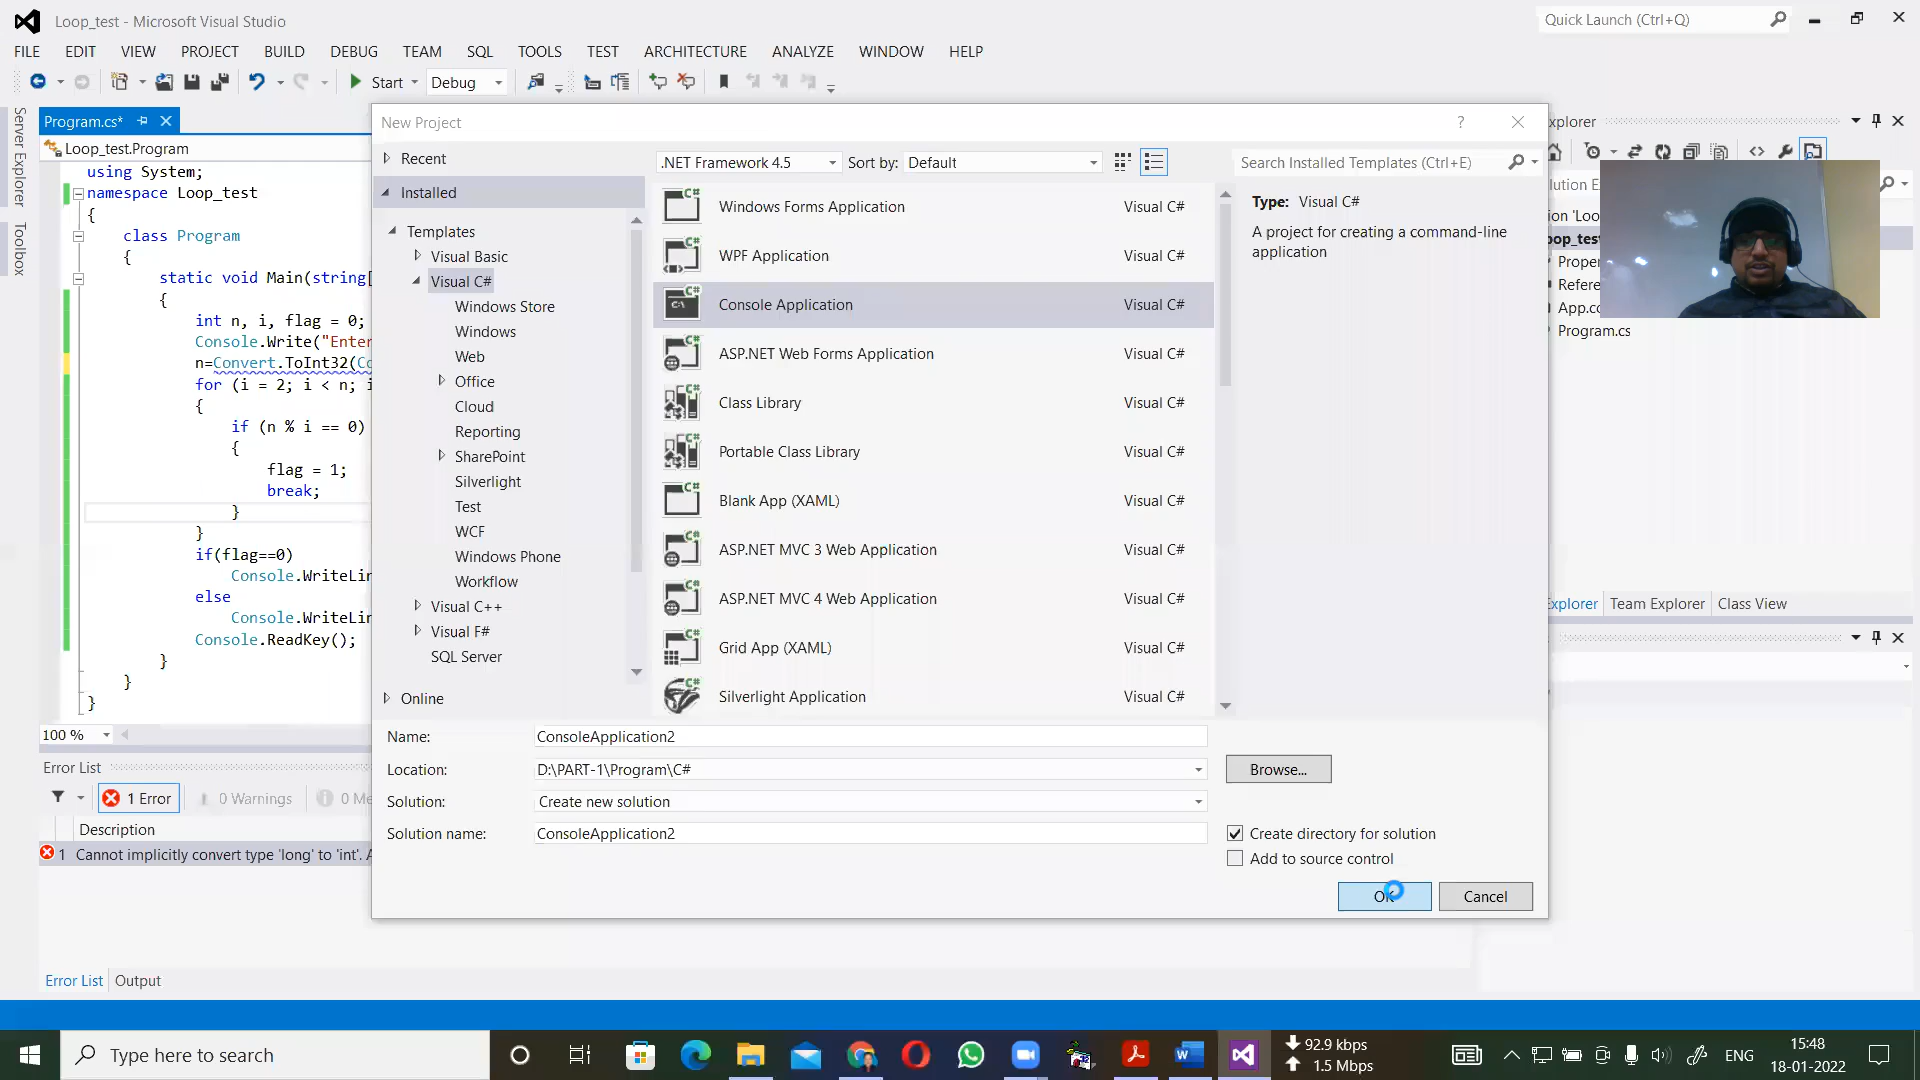 Loop_test - Microsoft Visual Studio
Quick Launch (Ctrl+Q)
FILE EDIT VIEW PROJECT BUILD DEBUG TEAM SQL TOOLS TEST ARCHITECTURE ANALYZE WINDOW HELP
Start Debug
Server Explorer
Toolbox
Program.cs*
Loop_test.Program
using System;
namespace Loop_test
{
class Program
{
static void Main(string[
{
int n, i, flag = 0;
Console.Write("Enter
n=Convert.ToInt32(Co
for (i = 2; i < n; i
{
if (n % i == 0)
{
flag = 1;
break;
}
}
if(flag==0)
Console.WriteLin
else
Console.WriteLin
Console.ReadKey();
}
}
}
100 %
Error List
1 Error 0 Warnings 0 Me
Description
1 Cannot implicitly convert type 'long' to 'int'. A
Error List Output
New Project
?
Recent
Installed
Templates
Visual Basic
Visual C#
Windows Store
Windows
Web
Office
Cloud
Reporting
SharePoint
Silverlight
Test
WCF
Windows Phone
Workflow
Visual C++
Visual F#
SQL Server
Online
.NET Framework 4.5 Sort by: Default
Search Installed Templates (Ctrl+E)
Windows Forms Application Visual C#
WPF Application Visual C#
Console Application Visual C#
ASP.NET Web Forms Application Visual C#
Class Library Visual C#
Portable Class Library Visual C#
Blank App (XAML) Visual C#
ASP.NET MVC 3 Web Application Visual C#
ASP.NET MVC 4 Web Application Visual C#
Grid App (XAML) Visual C#
Silverlight Application Visual C#
Type: Visual C#
A project for creating a command-line
application
Name: ConsoleApplication2
Location: D:\PART-1\Program\C#
Browse...
Solution: Create new solution
Solution name: ConsoleApplication2
Create directory for solution
Add to source control
OK Cancel
xplorer
lution E
ion 'Loo
oop_test
Proper
Refere
App.co
Program.cs
Explorer Team Explorer Class View
Type here to search
92.9 kbps
1.5 Mbps
ENG
15:48
18-01-2022